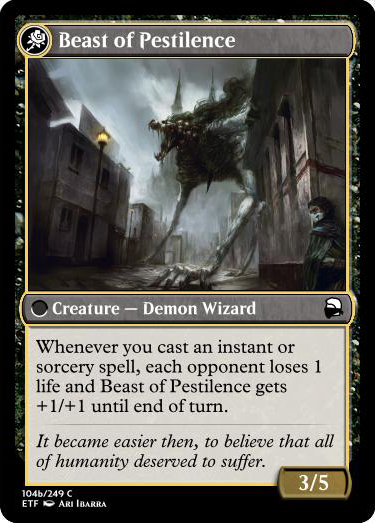 Beast of Pestilence
Creature — Demon Wizard
Whenever you cast an instant or
sorcery spell, each opponent loses 1
life and Beast of Pestilence gets
+1/+1 until end of turn.
It became easier then, to believe that all
of humanity deserved to suffer.
3/5
104b/249 C
ETF Ari Ibarra